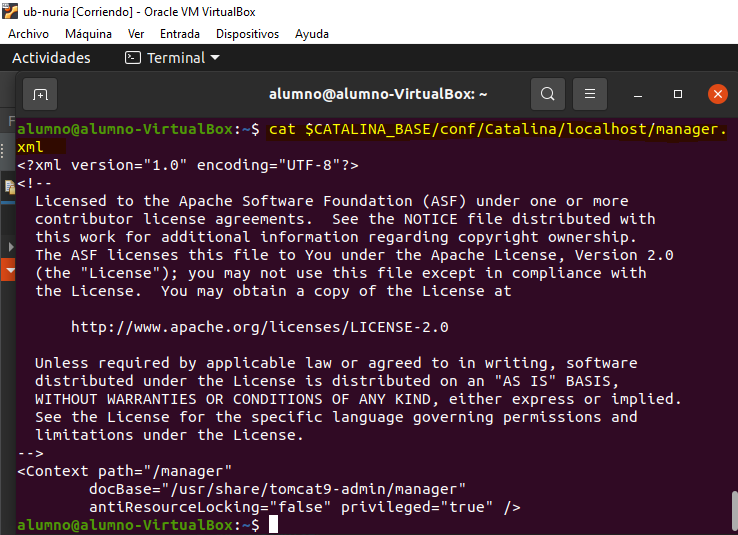 ub-nuria [Corriendo] - Oracle VM VirtualBox
Archivo Máquina Ver Entrada Dispositivos Ayuda
Actividades Terminal
alumno@alumno-VirtualBox: ~
alumno@alumno-VirtualBox:~$ cat $CATALINA_BASE/conf/Catalina/localhost/manager.
xml
<?xml version="1.0" encoding="UTF-8"?>
<!--
  Licensed to the Apache Software Foundation (ASF) under one or more
  contributor license agreements.  See the NOTICE file distributed with
  this work for additional information regarding copyright ownership.
  The ASF licenses this file to You under the Apache License, Version 2.0
  (the "License"); you may not use this file except in compliance with
  the License.  You may obtain a copy of the License at
      http://www.apache.org/licenses/LICENSE-2.0
  Unless required by applicable law or agreed to in writing, software
  distributed under the License is distributed on an "AS IS" BASIS,
  WITHOUT WARRANTIES OR CONDITIONS OF ANY KIND, either express or implied.
  See the License for the specific language governing permissions and
  limitations under the License.
-->
<Context path="/manager"
        docBase="/usr/share/tomcat9-admin/manager"
        antiResourceLocking="false" privileged="true" />
alumno@alumno-VirtualBox:~$